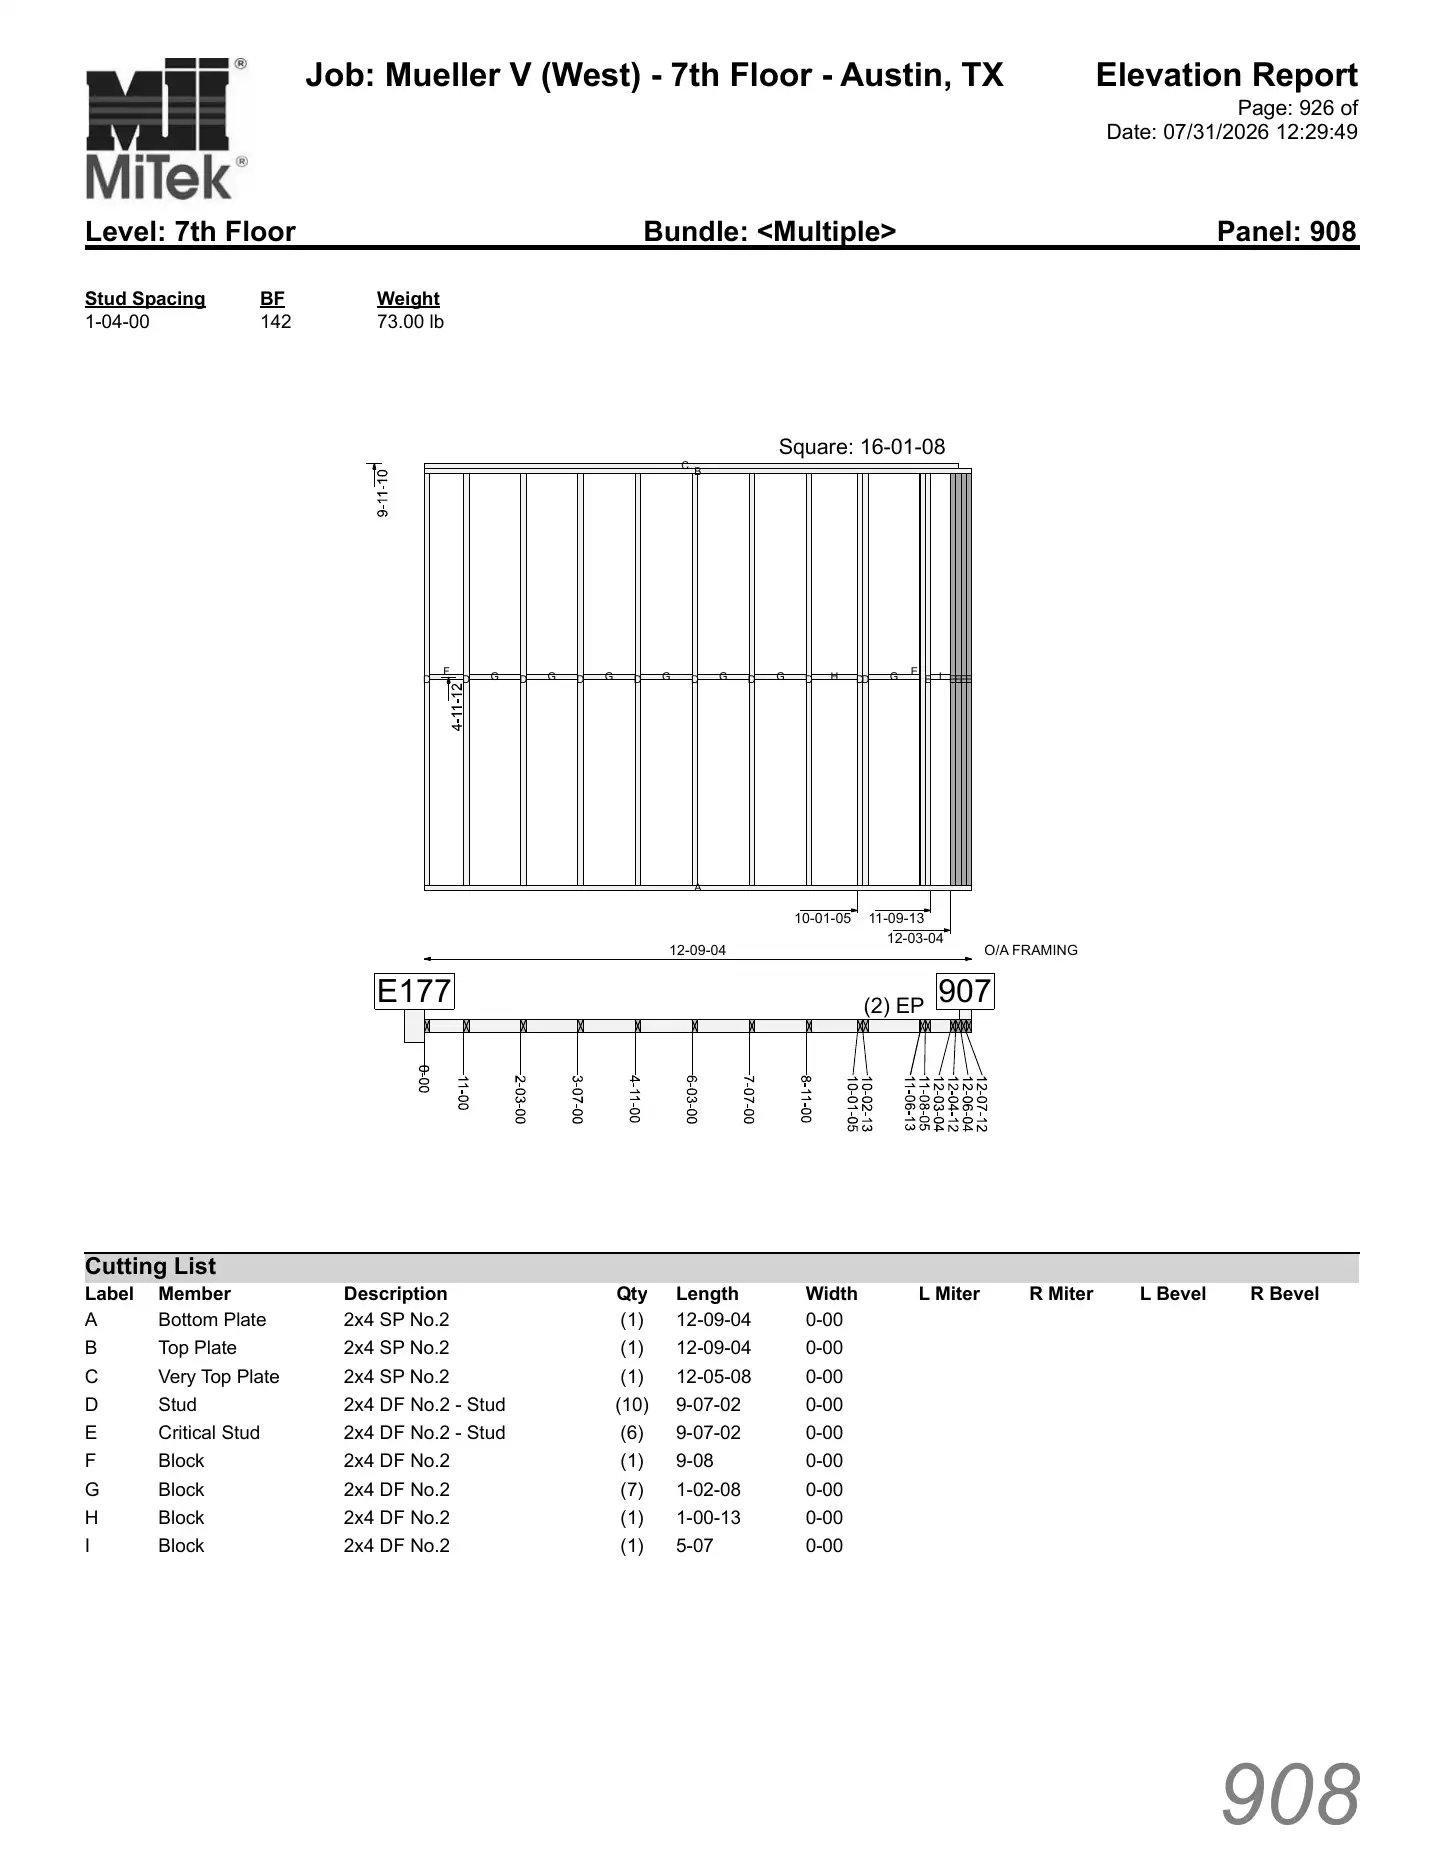 MiTek®
Job: Mueller V (West) - 7th Floor - Austin, TX
Elevation Report
Page: 926 of
Date: 07/31/2026 12:29:49
Level: 7th Floor Bundle: <Multiple> Panel: 908
Stud Spacing BF Weight
1-04-00 142 73.00 lb
Square: 16-01-08
C
B
9-11-10
F G G G G G G H G E I
D D D D D D D D D D E
4-11-12
A
10-01-05 11-09-13
12-03-04
12-09-04 O/A FRAMING
E177 (2) EP 907
0-00 11-00 2-03-00 3-07-00 4-11-00 6-03-00 7-07-00 8-11-00 10-01-05 10-02-13 11-06-13 11-08-05 12-03-04 12-04-12 12-06-04 12-07-12
Cutting List
Label Member Description Qty Length Width L Miter R Miter L Bevel R Bevel
A Bottom Plate 2x4 SP No.2 (1) 12-09-04 0-00
B Top Plate 2x4 SP No.2 (1) 12-09-04 0-00
C Very Top Plate 2x4 SP No.2 (1) 12-05-08 0-00
D Stud 2x4 DF No.2 - Stud (10) 9-07-02 0-00
E Critical Stud 2x4 DF No.2 - Stud (6) 9-07-02 0-00
F Block 2x4 DF No.2 (1) 9-08 0-00
G Block 2x4 DF No.2 (7) 1-02-08 0-00
H Block 2x4 DF No.2 (1) 1-00-13 0-00
I Block 2x4 DF No.2 (1) 5-07 0-00
908